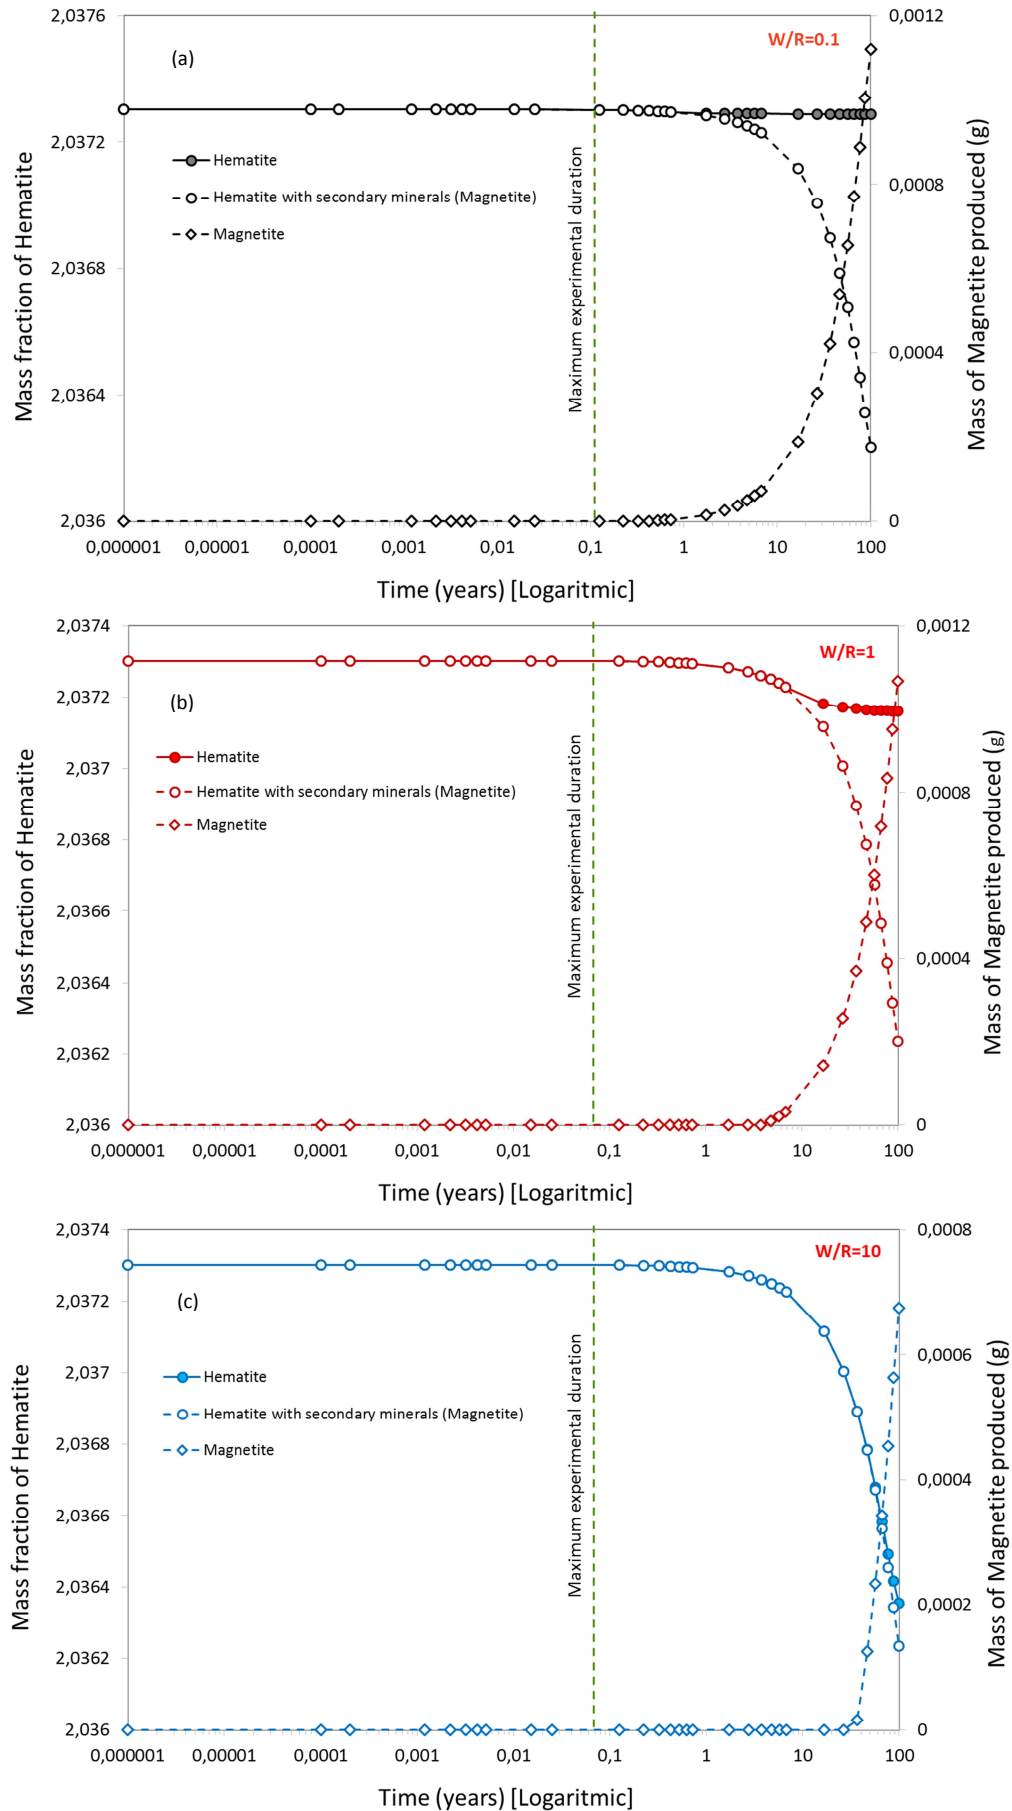 2,0376
0,0012
(a)
W/R=0.1
2,0372
Hematite
Hematite with secondary minerals (Magnetite)
Magnetite
0,0008
2,0368
0,0004
2,0364
2,036
0
Mass fraction of Hematite
Maximum experimental duration
Mass of Magnetite produced (g)
0,000001
0,00001
0,0001
0,001
0,01
0,1
1
10
100
Time (years) [Logaritmic]
2,0374
0,0012
W/R=1
2,0372
(b)
2,037
Hematite
Hematite with secondary minerals (Magnetite)
Magnetite
0,0008
2,0368
2,0366
0,0004
2,0364
2,0362
2,036
0
Mass fraction of Hematite
Maximum experimental duration
Mass of Magnetite produced (g)
0,000001
0,00001
0,0001
0,001
0,01
0,1
1
10
100
Time (years) [Logaritmic]
2,0374
0,0008
W/R=10
2,0372
(c)
2,037
Hematite
0,0006
Hematite with secondary minerals (Magnetite)
Magnetite
2,0368
0,0004
2,0366
2,0364
0,0002
2,0362
2,036
0
Mass fraction of Hematite
Maximum experimental duration
Mass of Magnetite produced (g)
0,000001
0,00001
0,0001
0,001
0,01
0,1
1
10
100
Time (years) [Logaritmic]